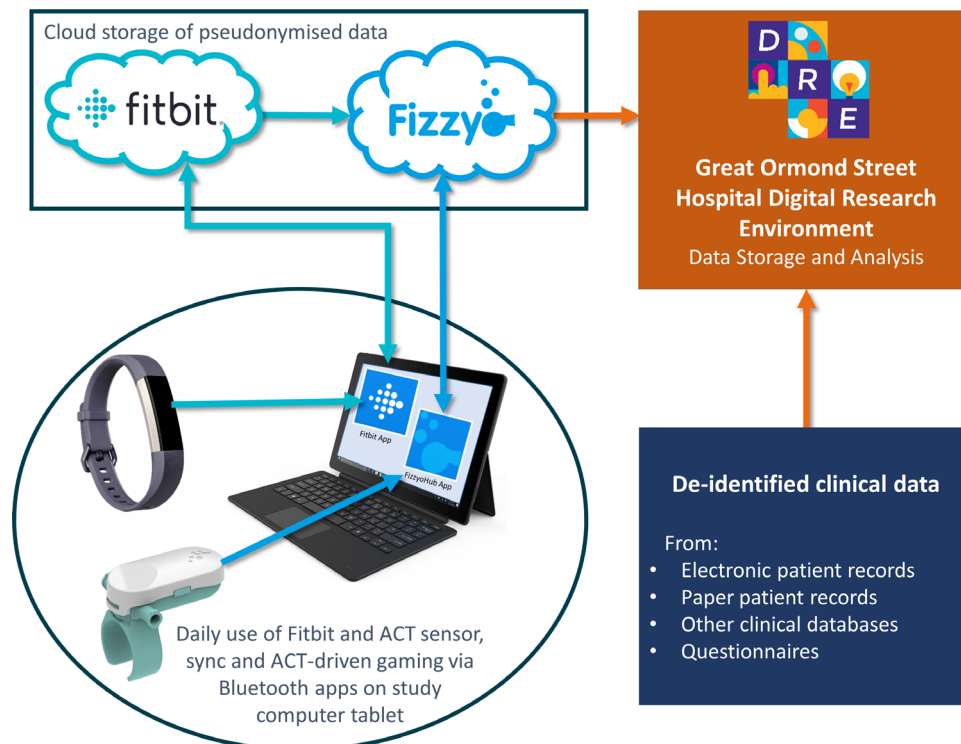 Cloud storage of pseudonymised data
fitbit
Fizzyo
D
R
E
Great Ormond Street
Hospital Digital Research
Environment
Data Storage and Analysis
Fitbit App
FizzyoHub App
De-identified clinical data
From:
• Electronic patient records
• Paper patient records
• Other clinical databases
• Questionnaires
Daily use of Fitbit and ACT sensor,
sync and ACT-driven gaming via
Bluetooth apps on study
computer tablet